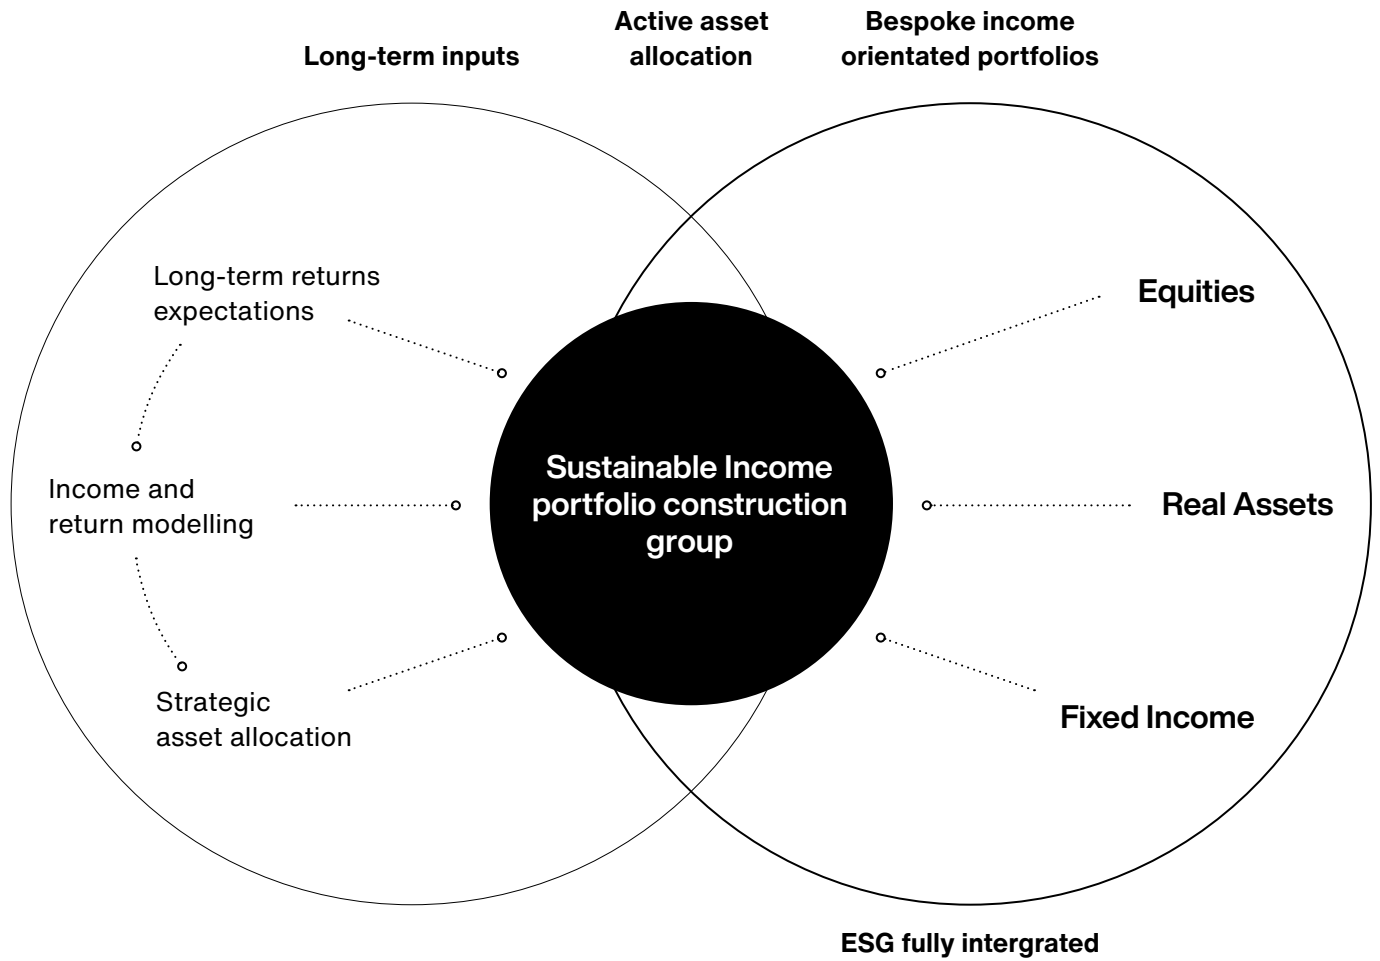 Long-term inputs
Active asset
allocation
Bespoke income
orientated portfolios
Long-term returns
expectations
Income and
return modelling
Strategic
asset allocation
Sustainable Income
portfolio construction
group
Equities
Real Assets
Fixed Income
ESG fully intergrated